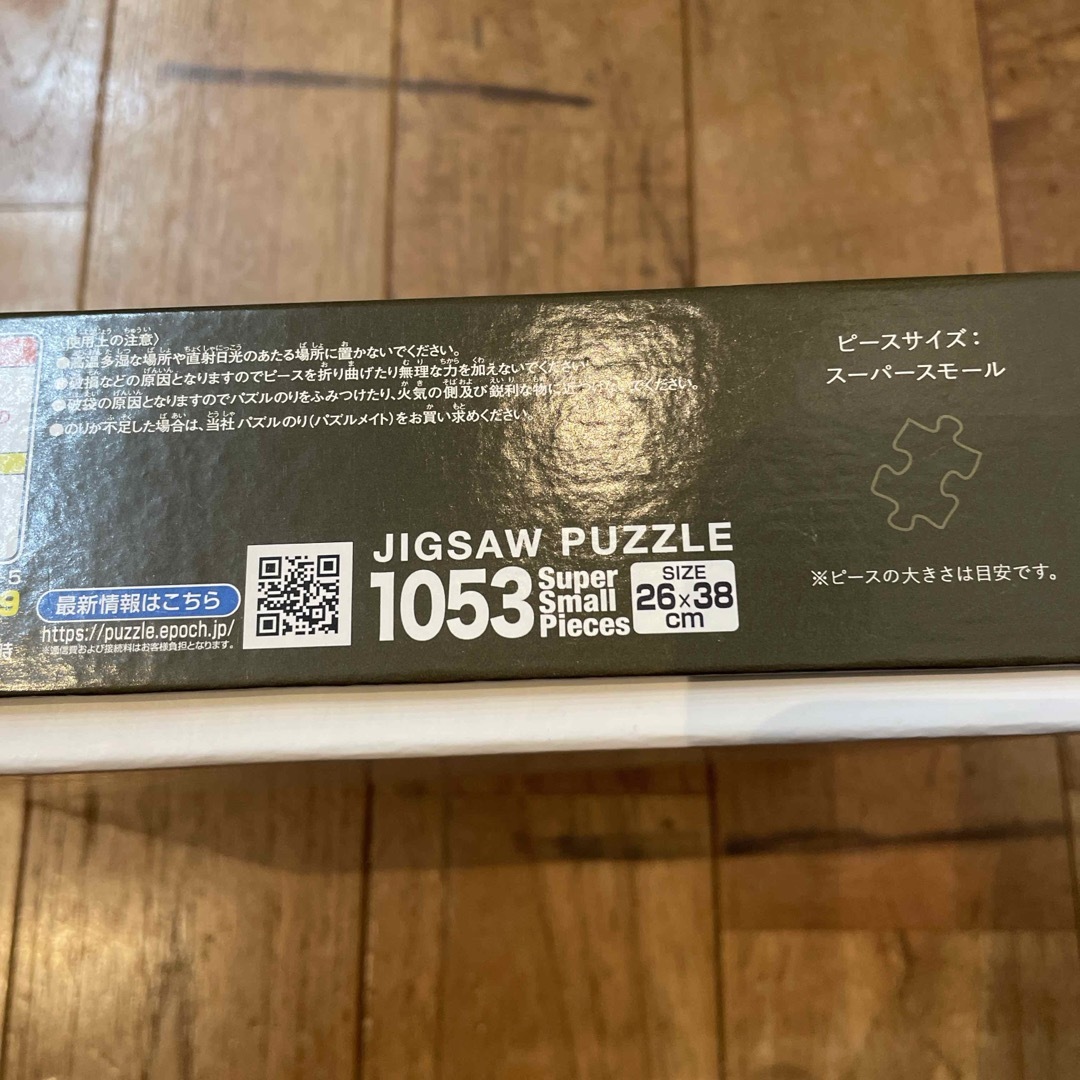 〈使用上の注意〉
●高温多湿な場所や直射日光のあたる場所に置かないでください。
●破損などの原因となりますのでピースを折り曲げたり無理な力を加えないでください。
●破袋の原因となりますのでパズルのりをふみつけたり、火気の側及び鋭利な物に近づけないでください。
●のりが不足した場合は、当社パズルのり(パズルメイト)をお買い求めください。
ピースサイズ:
スーパースモール
※ピースの大きさは目安です。
JIGSAW PUZZLE
1053
Super
Small
Pieces
SIZE
26×38
cm
最新情報はこちら
https://puzzle.epoch.jp/
※通信費および接続料はお客様負担となります。
の
5
9
時